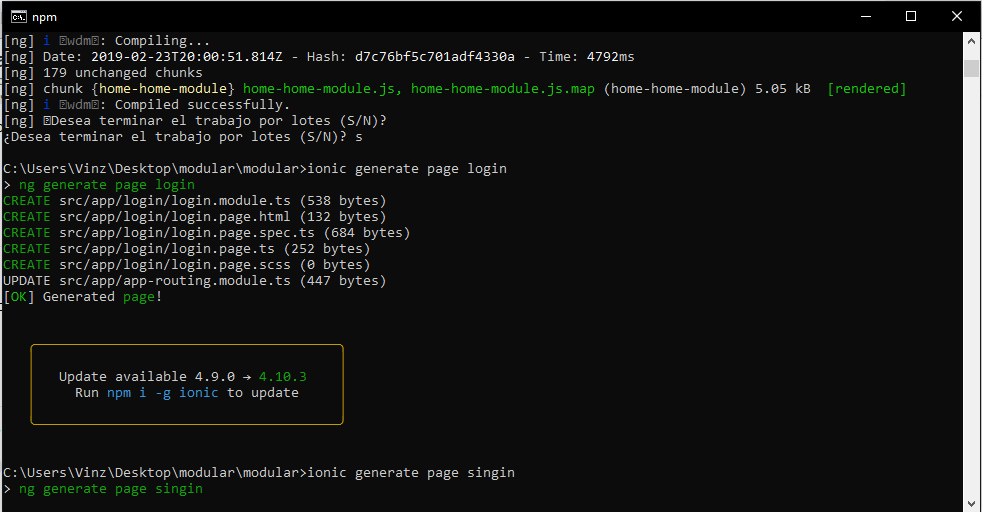 npm
[ng] i ｢wdm｣: Compiling...
[ng] Date: 2019-02-23T20:00:51.814Z - Hash: d7c76bf5c701adf4330a - Time: 4792ms
[ng] 179 unchanged chunks
[ng] chunk {home-home-module} home-home-module.js, home-home-module.js.map (home-home-module) 5.05 kB  [rendered]
[ng] i ｢wdm｣: Compiled successfully.
[ng] �Desea terminar el trabajo por lotes (S/N)?
¿Desea terminar el trabajo por lotes (S/N)? s
C:\Users\Vinz\Desktop\modular\modular>ionic generate page login
> ng generate page login
CREATE src/app/login/login.module.ts (538 bytes)
CREATE src/app/login/login.page.html (132 bytes)
CREATE src/app/login/login.page.spec.ts (684 bytes)
CREATE src/app/login/login.page.ts (252 bytes)
CREATE src/app/login/login.page.scss (0 bytes)
UPDATE src/app/app-routing.module.ts (447 bytes)
[OK] Generated page!
Update available 4.9.0 → 4.10.3
Run npm i -g ionic to update
C:\Users\Vinz\Desktop\modular\modular>ionic generate page singin
> ng generate page singin